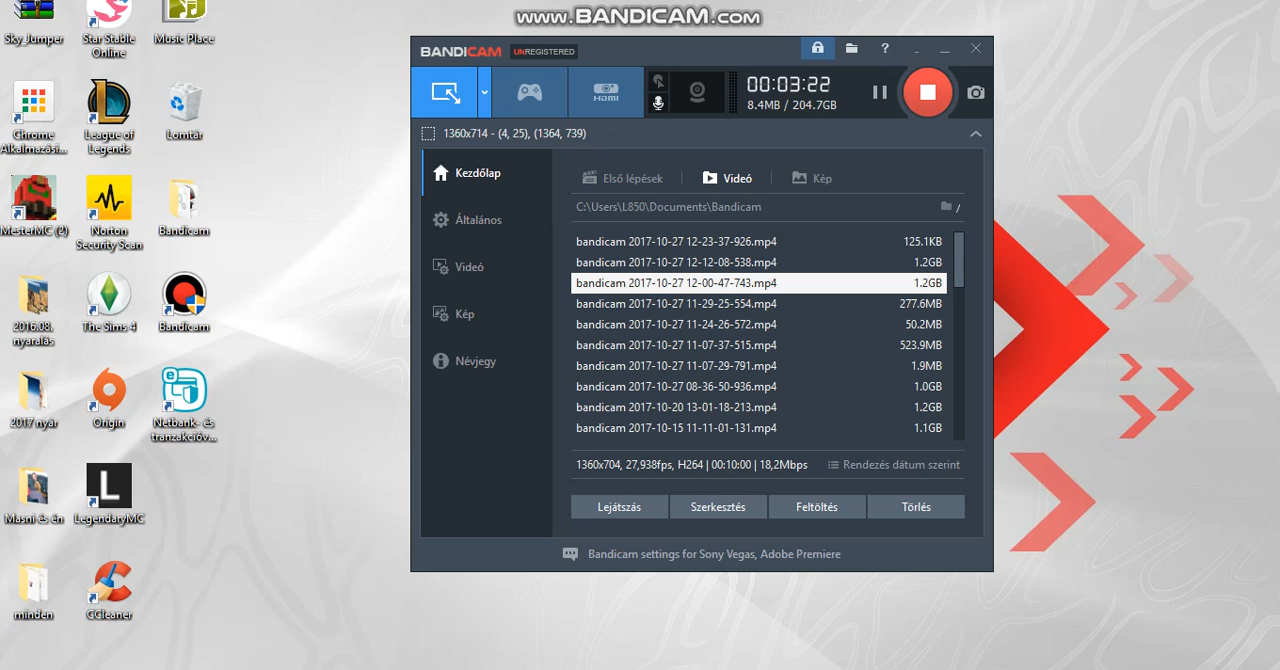 www.BANDICAM.com
Sky_Jumper
Star Stable
Online
Music Place
Chrome
Alkalmazási...
League of
Legends
Lomtár
MesterMC (2)
Norton
Security Scan
Bandicam
2016.08.
nyaralás
The Sims 4
Bandicam
2017 nyár
Origin
Netbank- és
tranzakcióv...
Masni és én
L
LegendaryMC
minden
CCleaner
BANDICAM UNREGISTERED
?
HDMI
00:03:22
8.4MB / 204.7GB
1360x714 - (4, 25), (1364, 739)
Kezdőlap
Általános
Videó
Kép
Névjegy
Első lépések
Videó
Kép
C:\Users\L850\Documents\Bandicam
/
bandicam 2017-10-27 12-23-37-926.mp4 125.1KB
bandicam 2017-10-27 12-12-08-538.mp4 1.2GB
bandicam 2017-10-27 12-00-47-743.mp4 1.2GB
bandicam 2017-10-27 11-29-25-554.mp4 277.6MB
bandicam 2017-10-27 11-24-26-572.mp4 50.2MB
bandicam 2017-10-27 11-07-37-515.mp4 523.9MB
bandicam 2017-10-27 11-07-29-791.mp4 1.9MB
bandicam 2017-10-27 08-36-50-936.mp4 1.0GB
bandicam 2017-10-20 13-01-18-213.mp4 1.2GB
bandicam 2017-10-15 11-11-01-131.mp4 1.1GB
1360x704, 27,938fps, H264 | 00:10:00 | 18,2Mbps
Rendezés dátum szerint
Lejátszás
Szerkesztés
Feltöltés
Törlés
Bandicam settings for Sony Vegas, Adobe Premiere